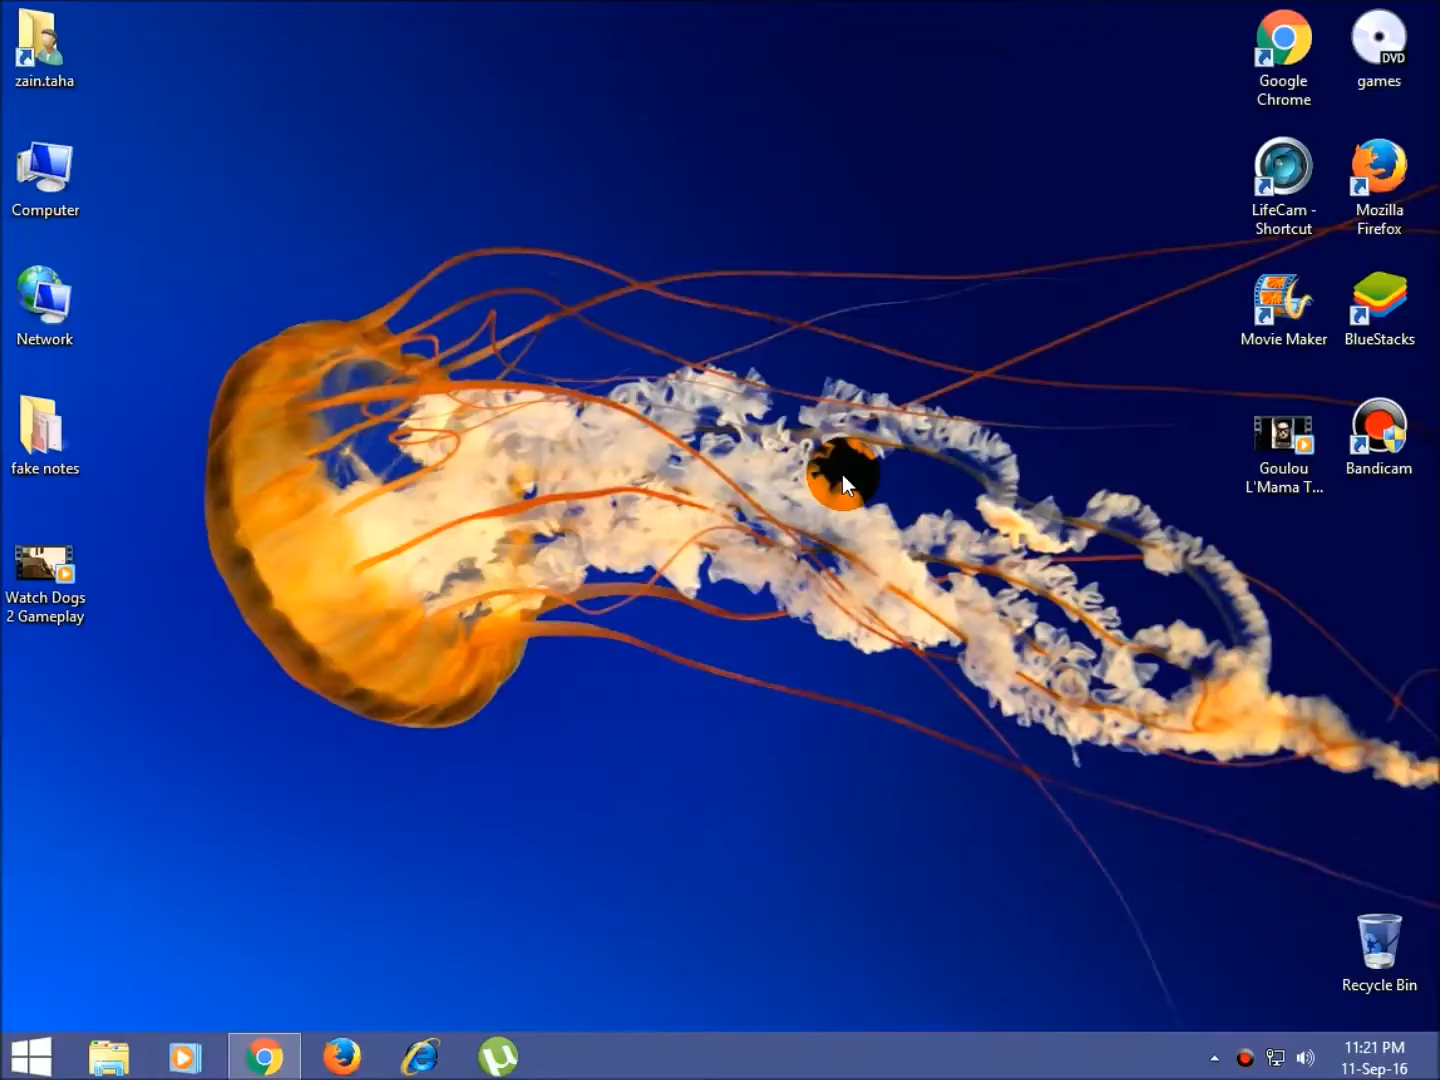 zain.taha
Computer
Network
fake notes
Watch Dogs
2 Gameplay
Google
Chrome
DVD
games
LifeCam -
Shortcut
Mozilla
Firefox
Movie Maker
BlueStacks
Goulou
L'Mama T...
Bandicam
Recycle Bin
11:21 PM
11-Sep-16